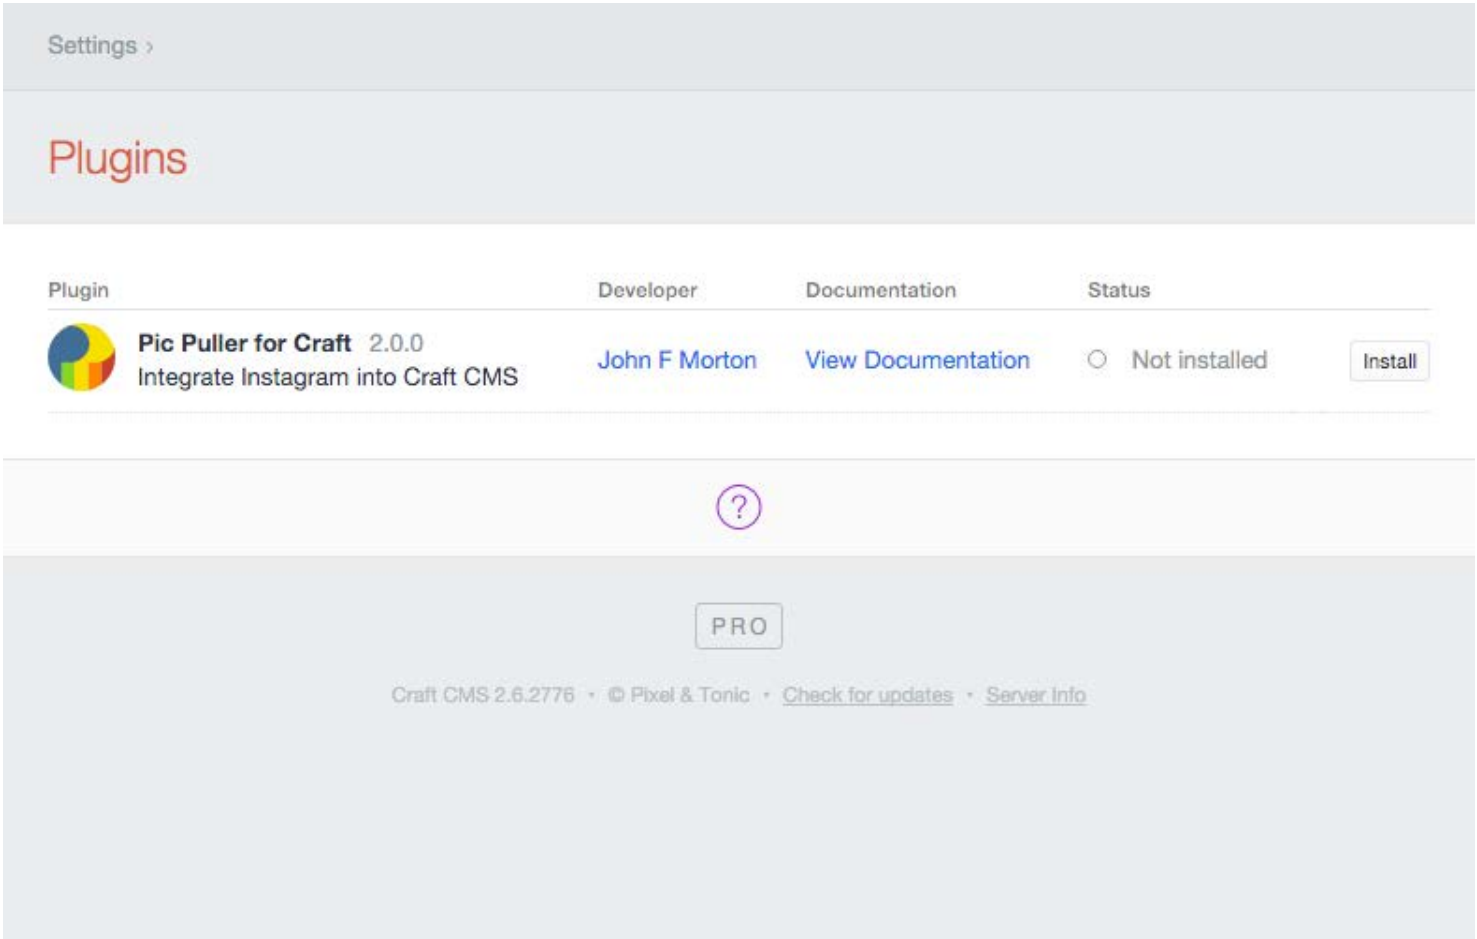 Settings ›
Plugins
Plugin Developer Documentation Status
Pic Puller for Craft 2.0.0
Integrate Instagram into Craft CMS
John F Morton View Documentation Not installed Install
?
PRO
Craft CMS 2.6.2776 • © Pixel & Tonic • Check for updates • Server Info